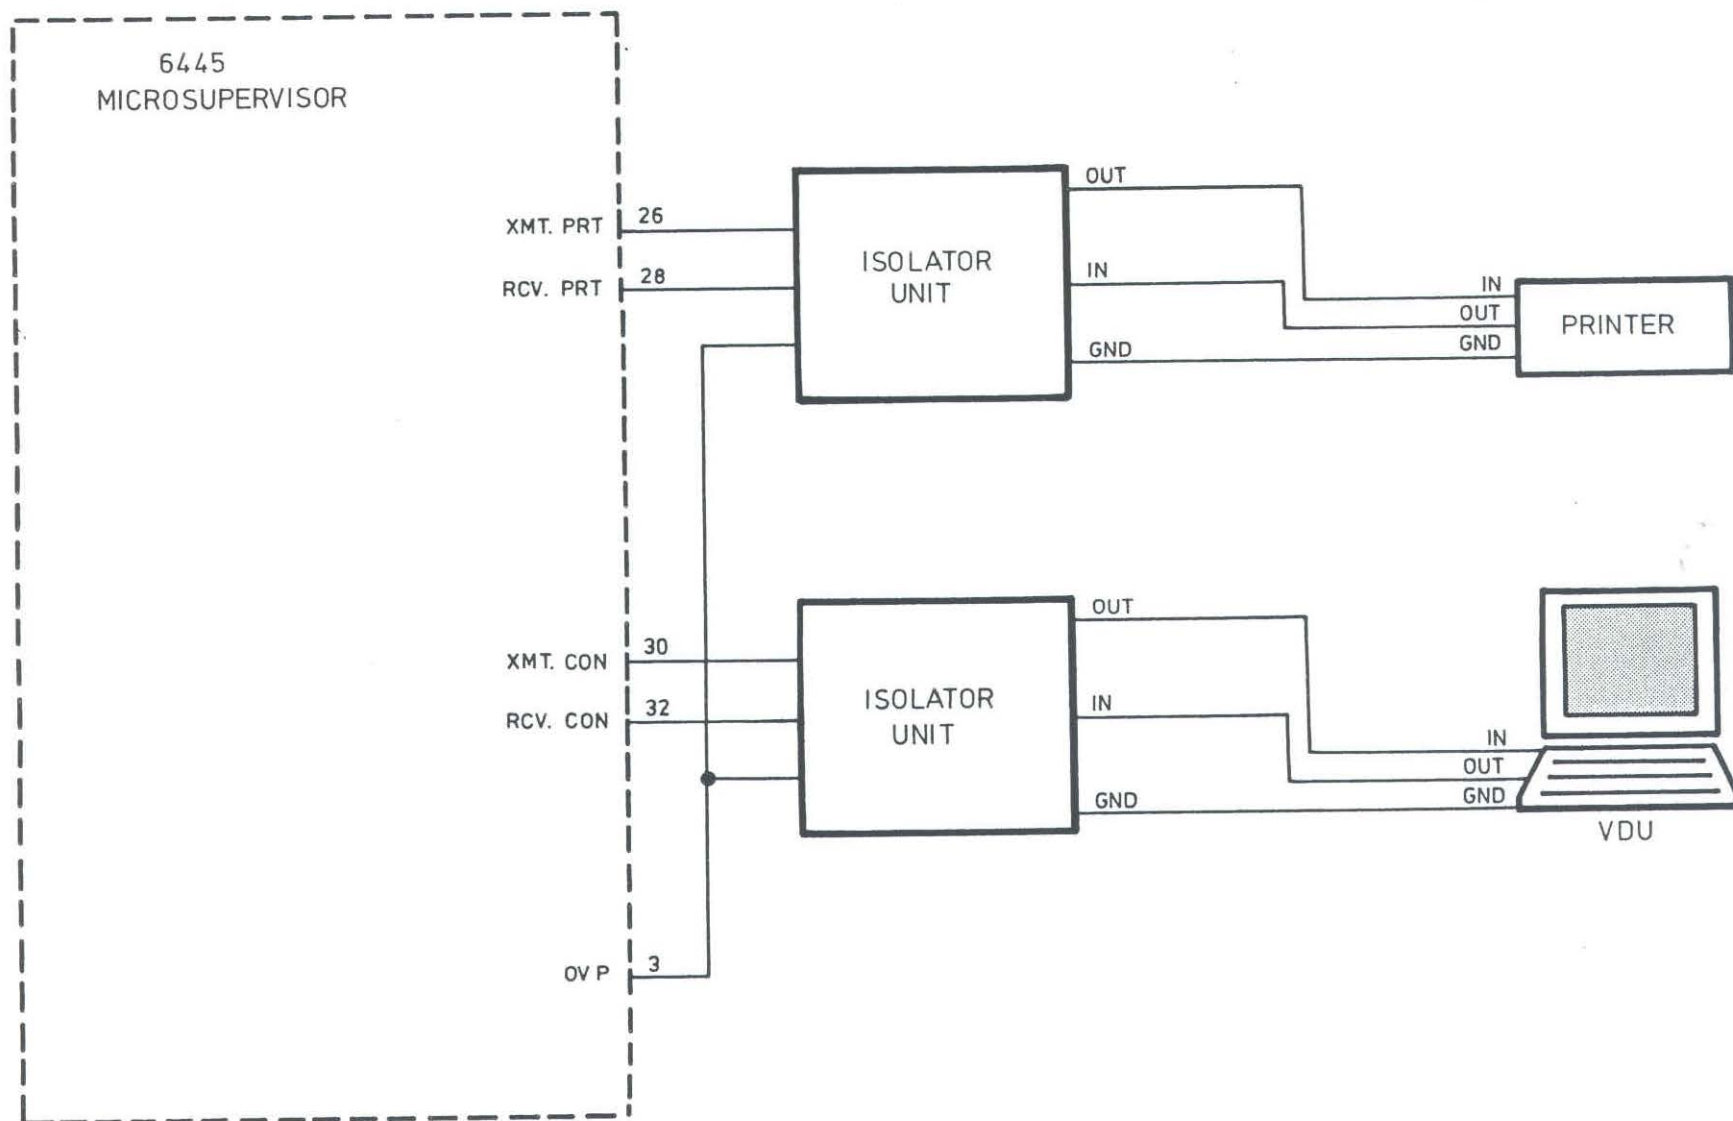 6445
MICROSUPERVISOR
XMT. PRT
26
RCV. PRT
28
ISOLATOR
UNIT
OUT
IN
GND
IN
OUT
GND
PRINTER
XMT. CON
30
RCV. CON
32
ISOLATOR
UNIT
OUT
IN
GND
IN
OUT
GND
VDU
OV P
3